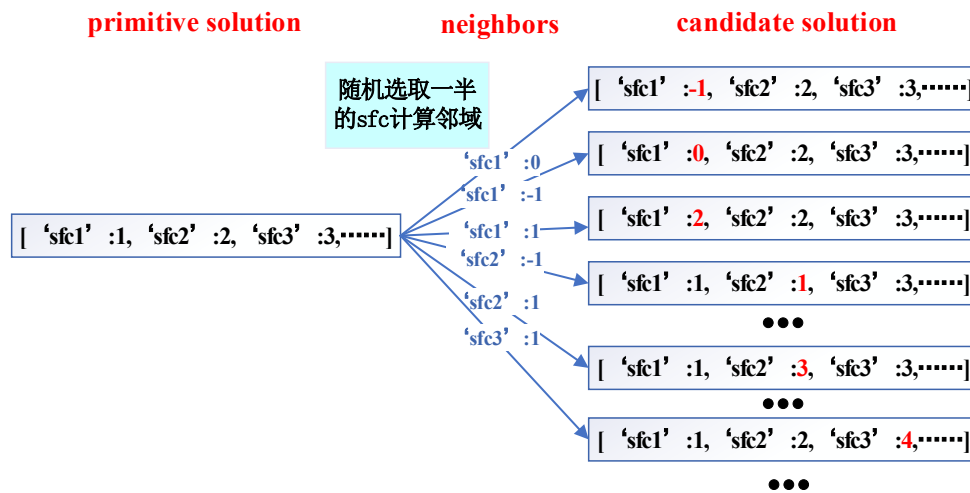 primitive solution
neighbors
candidate solution
随机选取一半
的sfc计算邻域
[ ‘sfc1’ :-1, ‘sfc2’ :2, ‘sfc3’ :3,······]
‘sfc1’ :0
[ ‘sfc1’ :0, ‘sfc2’ :2, ‘sfc3’ :3,······]
‘sfc1’ :-1
[ ‘sfc1’ :1, ‘sfc2’ :2, ‘sfc3’ :3,······]
‘sfc1’ :1
[ ‘sfc1’ :2, ‘sfc2’ :2, ‘sfc3’ :3,······]
‘sfc2’ :-1
[ ‘sfc1’ :1, ‘sfc2’ :1, ‘sfc3’ :3,······]
•••
‘sfc2’ :1
[ ‘sfc1’ :1, ‘sfc2’ :3, ‘sfc3’ :3,······]
•••
‘sfc3’ :1
[ ‘sfc1’ :1, ‘sfc2’ :2, ‘sfc3’ :4,······]
•••